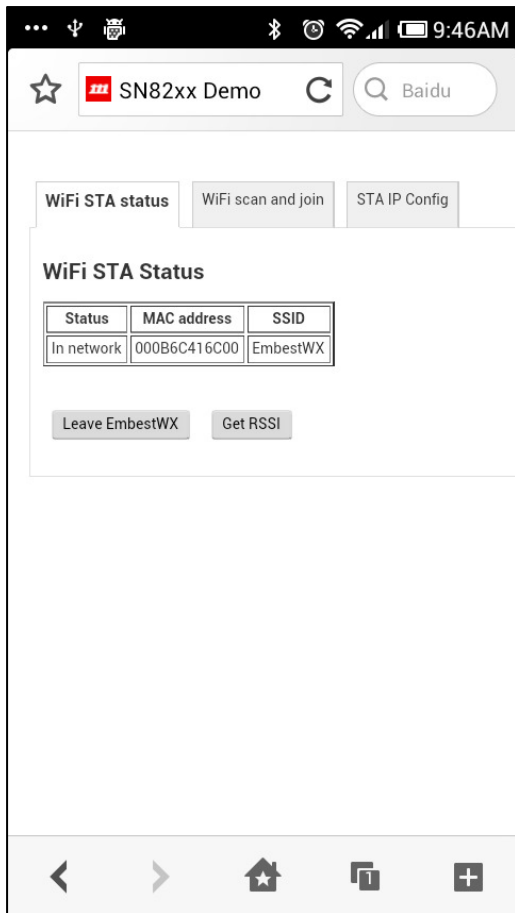 9:46AM
m SN82xx Demo Baidu
WiFi STA status WiFi scan and join STA IP Config
WiFi STA Status
Status MAC address SSID
In network 000B6C416C00 EmbestWX
Leave EmbestWX Get RSSI
1